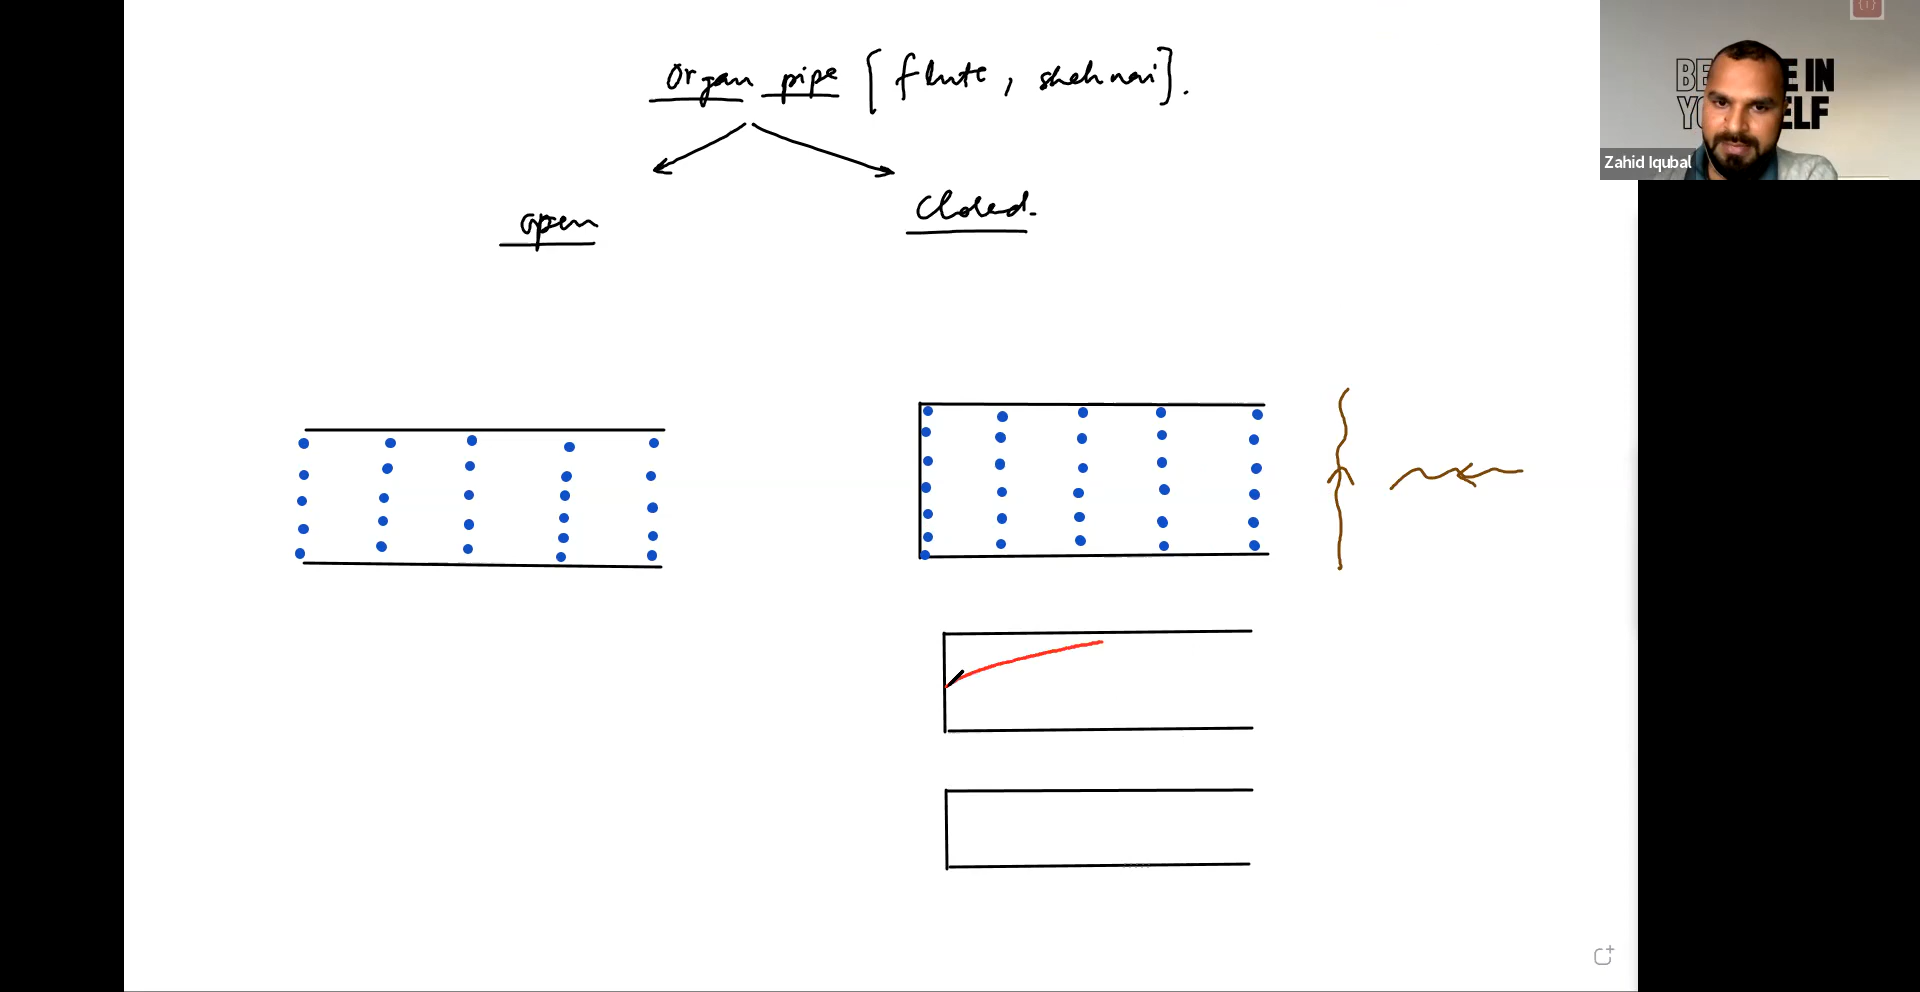 Organ pipe [flute, shehnai].
open
Closed.
Zahid Iqubal